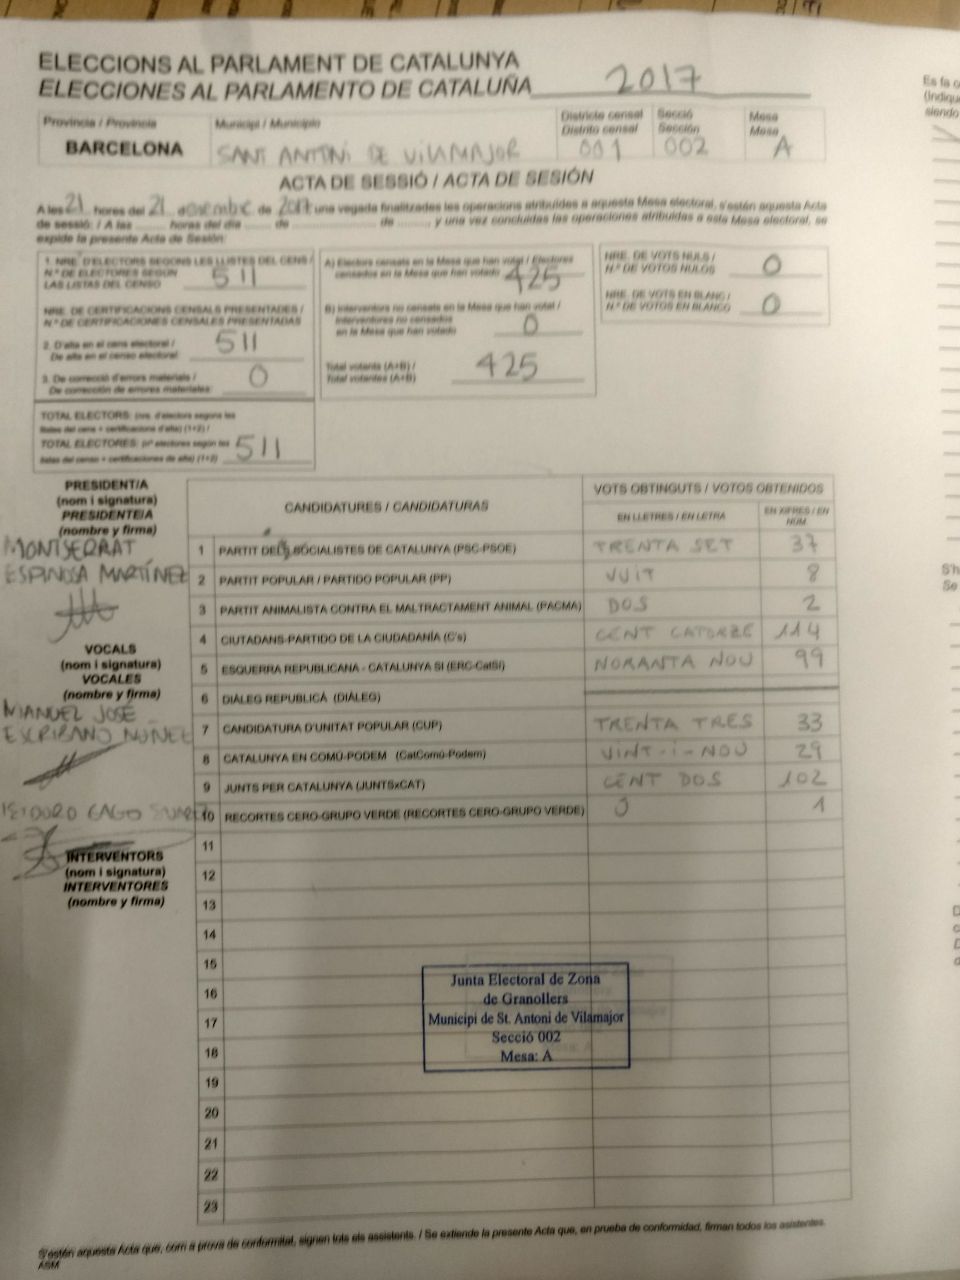 ELECCIONS AL PARLAMENT DE CATALUNYA
ELECCIONES AL PARLAMENTO DE CATALUÑA 2017
Província / Provincia
BARCELONA
Municipi / Municipio
SANT ANTONI DE VILAMAJOR
Districte censal
Distrito censal
001
Secció
Sección
002
Mesa
Mesa
A
ACTA DE SESSIÓ / ACTA DE SESIÓN
A les 21 hores del 21 desembre de 2017 una vegada finalitzades les operacions atribuïdes a aquesta Mesa electoral, s'estén aquesta Acta
de sessió: / A las ........ horas del día ...... de .................... de ........ y una vez concluidas las operaciones atribuidas a esta Mesa electoral, se
expide la presente Acta de Sesión:
1. NRE. D'ELECTORS SEGONS LES LLISTES DEL CENS /
N.º DE ELECTORES SEGÚN
LAS LISTAS DEL CENSO 511
NRE. DE CERTIFICACIONS CENSALS PRESENTADES /
N.º DE CERTIFICACIONES CENSALES PRESENTADAS
2. D'alta en el cens electoral /
De alta en el censo electoral: 511
3. De correcció d'errors materials /
De corrección de errores materiales: 0
TOTAL ELECTORS: (nre. d'electors segons les
llistes del cens + certificacions d'alta) (1+2) /
TOTAL ELECTORES: (nº electores según las
listas del censo + certificaciones de alta) (1+2) 511
A) Electors censats en la Mesa que han votat / Electores
censados en la Mesa que han votado 425
B) Interventors no censats en la Mesa que han votat /
Interventores no censados
en la Mesa que han votado 0
Total votants (A+B) /
Total votantes (A+B) 425
NRE. DE VOTS NULS /
N.º DE VOTOS NULOS 0
NRE. DE VOTS EN BLANC /
N.º DE VOTOS EN BLANCO 0
PRESIDENT/A
(nom i signatura)
PRESIDENTE/A
(nombre y firma)
MONTSERRAT
ESPINOSA MARTÍNEZ
VOCALS
(nom i signatura)
VOCALES
(nombre y firma)
MANUEL JOSÉ
ESCRIBANO NUÑEZ
INTERVENTORS
(nom i signatura)
INTERVENTORES
(nombre y firma)
CANDIDATURES / CANDIDATURAS
VOTS OBTINGUTS / VOTOS OBTENIDOS
EN LLETRES / EN LETRA
EN XIFRES / EN NUM.
1 PARTIT DELS SOCIALISTES DE CATALUNYA (PSC-PSOE) TRENTA SET 37
2 PARTIT POPULAR / PARTIDO POPULAR (PP) VUIT 8
3 PARTIT ANIMALISTA CONTRA EL MALTRACTAMENT ANIMAL (PACMA) DOS 2
4 CIUTADANS-PARTIDO DE LA CIUDADANÍA (C's) CENT CATORZE 114
5 ESQUERRA REPUBLICANA - CATALUNYA SÍ (ERC-CatSí) NORANTA NOU 99
6 DIÀLEG REPUBLICÀ (DIÀLEG)
7 CANDIDATURA D'UNITAT POPULAR (CUP) TRENTA TRES 33
8 CATALUNYA EN COMÚ-PODEM (CatComú-Podem) VINT-I-NOU 29
9 JUNTS PER CATALUNYA (JUNTSxCAT) CENT DOS 102
10 RECORTES CERO-GRUPO VERDE (RECORTES CERO-GRUPO VERDE) 1
11
12
13
14
15
16
17
18
19
20
21
22
23
Junta Electoral de Zona
de Granollers
Municipi de St. Antoni de Vilamajor
Secció 002
Mesa: A
S'estén aquesta Acta que, com a prova de conformitat, signen tots els assistents. / Se extiende la presente Acta que, en prueba de conformidad, firman todos los asistentes.
ASM